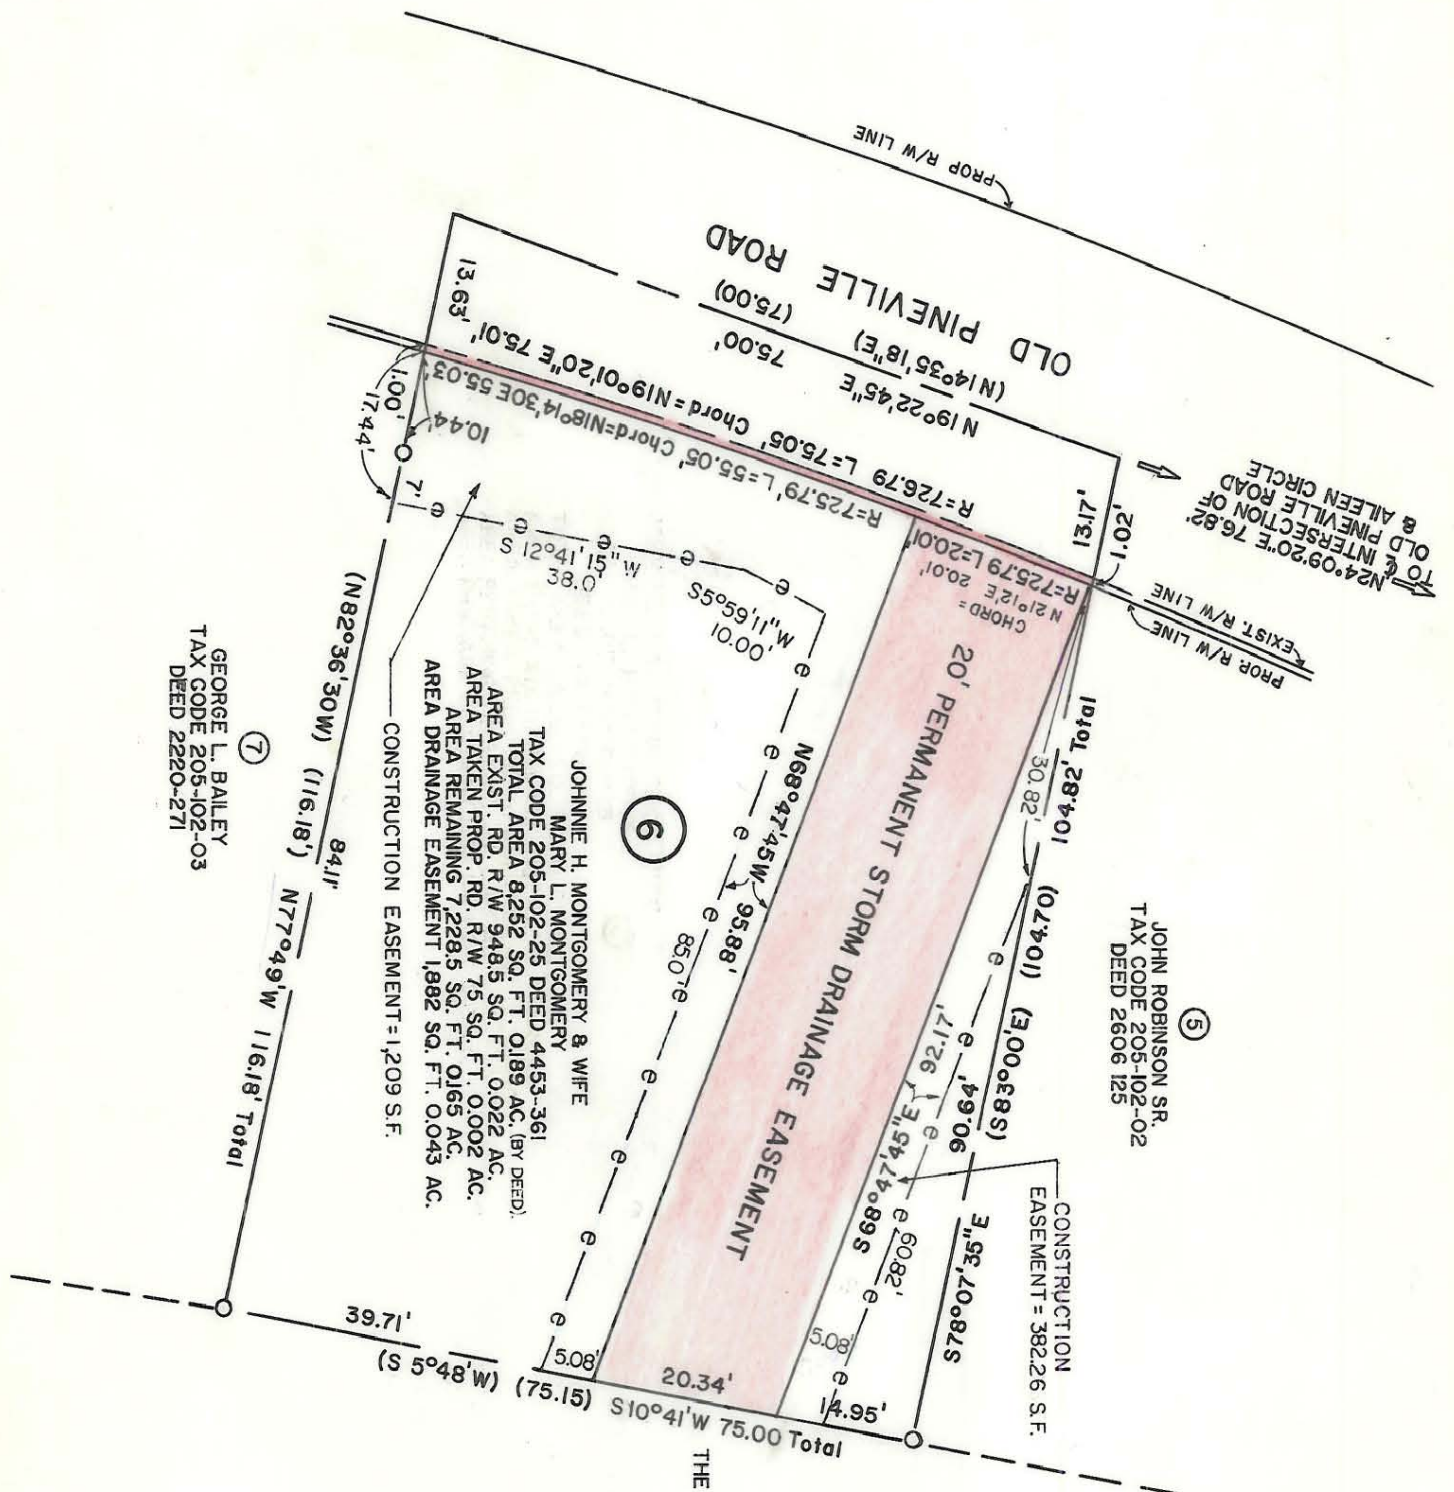 PROP R/W LINE
OLD PINEVILLE ROAD
(75.00)
(N14°35'18"E)
75.00'
N19°22'45"E
N24°09'20"E 76.82'
TO ℄ INTERSECTION OF
OLD PINEVILLE ROAD
& AILEEN CIRCLE
13.63'
13.17'
1.02'
EXIST. R/W LINE
PROP. R/W LINE
R=726.79 L=75.05' Chord=N19°01'20"E 75.01'
R=725.79' L=55.05' Chord=N18°14'30E 55.03'
R=725.79 L=20.01'
CHORD=
N21°12'E 20.01'
1.00'
17.44'
10.44'
7'
S12°41'15"W
38.0'
S5°59'11"W
10.00'
20' PERMANENT STORM DRAINAGE EASEMENT
N68°47'45W 95.88'
85.0'
104.82' Total
30.82'
(104.70)
(S83°00'E)
90.64'
S78°07'35"E
92.17'
S68°47'45"E
60.82'
5
JOHN ROBINSON SR.
TAX CODE 205-102-02
DEED 2606 125
CONSTRUCTION
EASEMENT = 382.26 S.F.
6
JOHNNIE H. MONTGOMERY & WIFE
MARY L. MONTGOMERY
TAX CODE 205-102-25 DEED 4453-361
TOTAL AREA 8,252 SQ. FT. 0.189 AC. (BY DEED).
AREA EXIST. RD. R/W 948.5 SQ. FT. 0.022 AC.
AREA TAKEN PROP. RD. R/W 75 SQ. FT. 0.002 AC.
AREA REMAINING 7,228.5 SQ. FT. 0.165 AC.
AREA DRAINAGE EASEMENT 1,882 SQ. FT. 0.043 AC.
CONSTRUCTION EASEMENT=1,209 S.F.
(N82°36'30W) (116.18') 84.11'
N77°49'W 116.18' Total
7
GEORGE L. BAILEY
TAX CODE 205-102-03
DEED 2220-271
39.71'
(S 5°48'W) (75.15)
5.08'
20.34'
5.08'
14.95'
S10°41'W 75.00 Total
THE